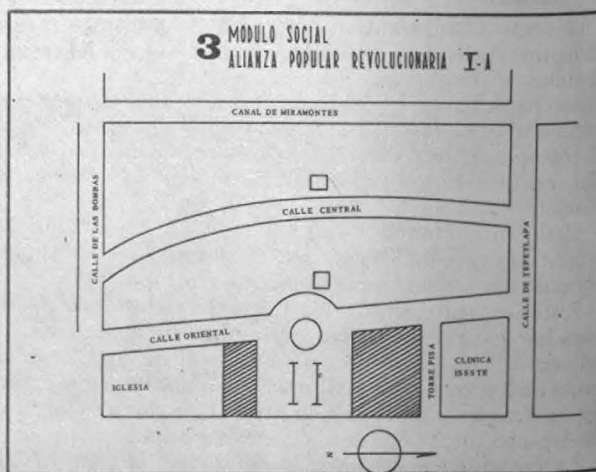 3 MODULO SOCIAL
ALIANZA POPULAR REVOLUCIONARIA I-A
CANAL DE MIRAMONTES
CALLE DE LAS BOMBAS
CALLE CENTRAL
CALLE DE TEPETLAPA
CALLE ORIENTAL
IGLESIA
TORRE PISA
CLINICA
ISSSTE
N